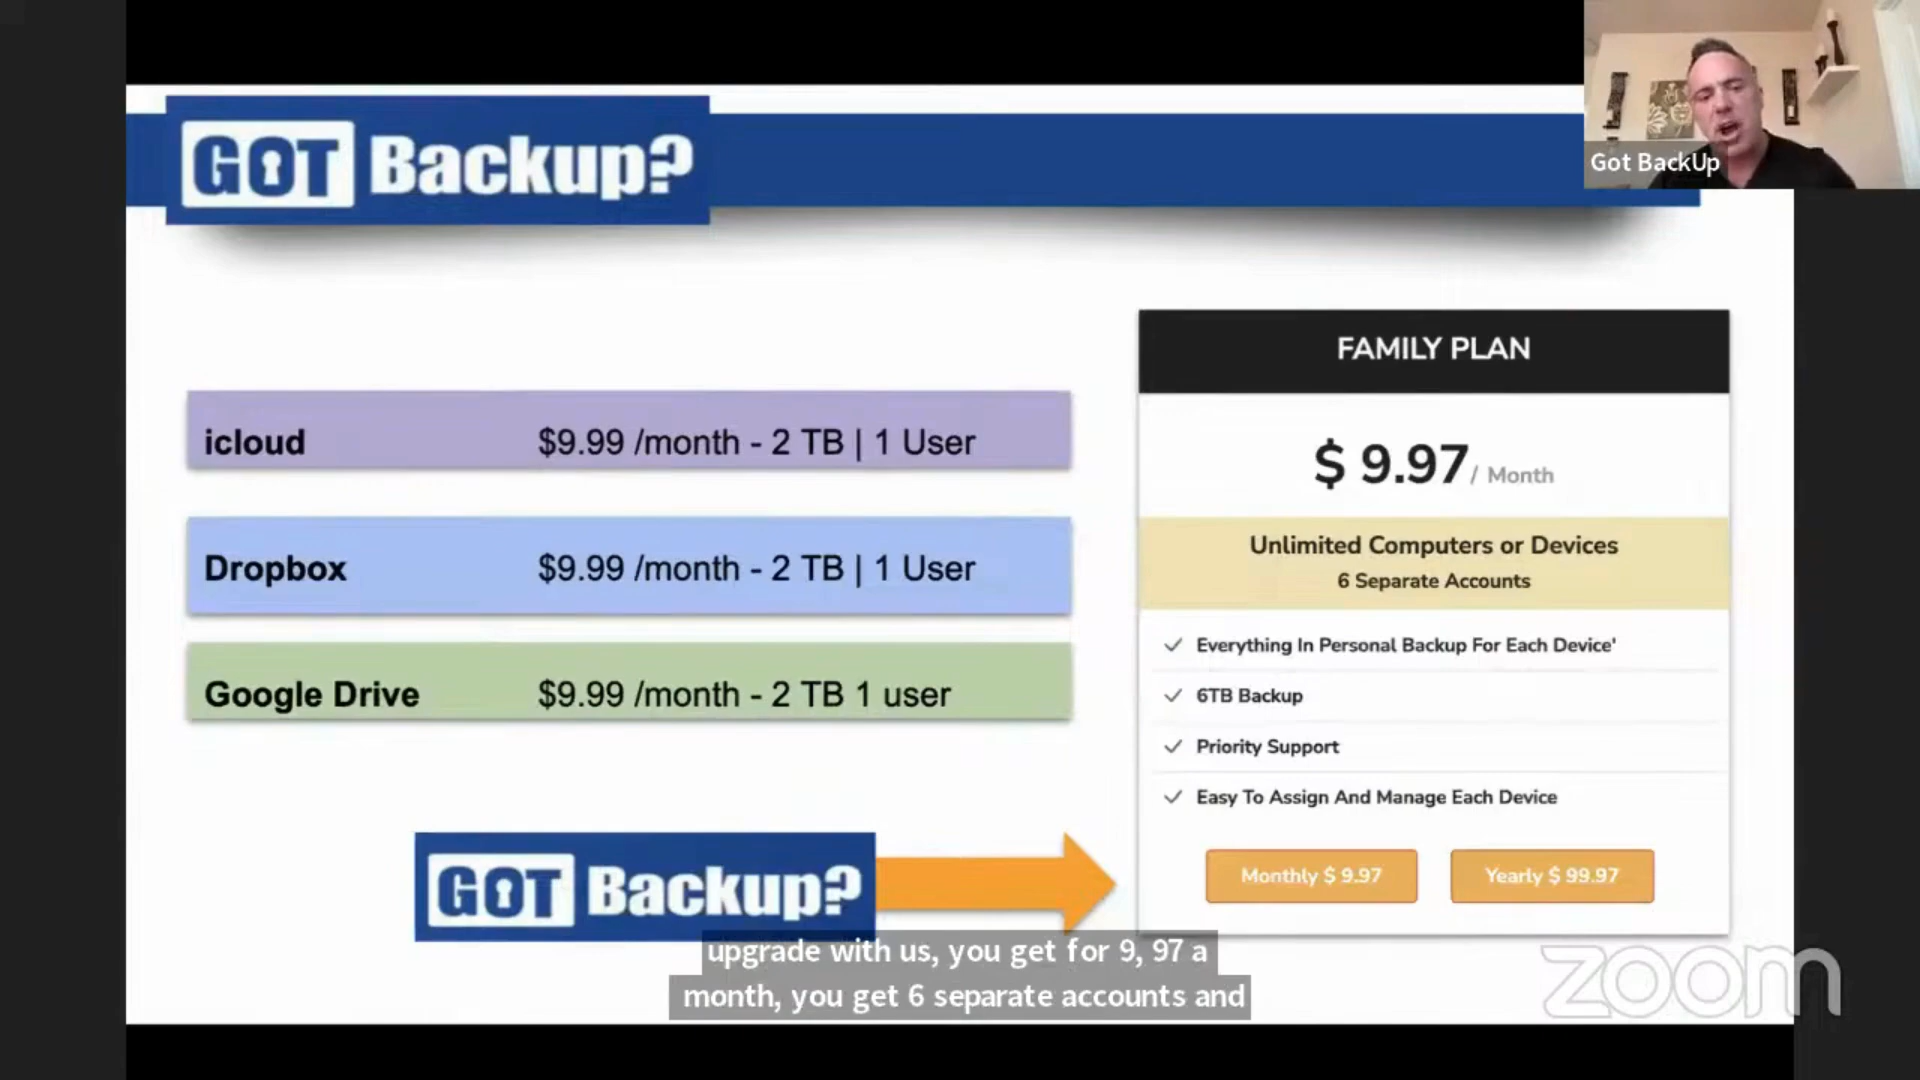 GOT Backup?
Got BackUp
FAMILY PLAN
$ 9.97 / Month
Unlimited Computers or Devices
6 Separate Accounts
Everything In Personal Backup For Each Device'
6TB Backup
Priority Support
Easy To Assign And Manage Each Device
Monthly $ 9.97
Yearly $ 99.97
icloud $9.99 /month - 2 TB | 1 User
Dropbox $9.99 /month - 2 TB | 1 User
Google Drive $9.99 /month - 2 TB 1 user
GOT Backup?
upgrade with us, you get for 9, 97 a
month, you get 6 separate accounts and
zoom